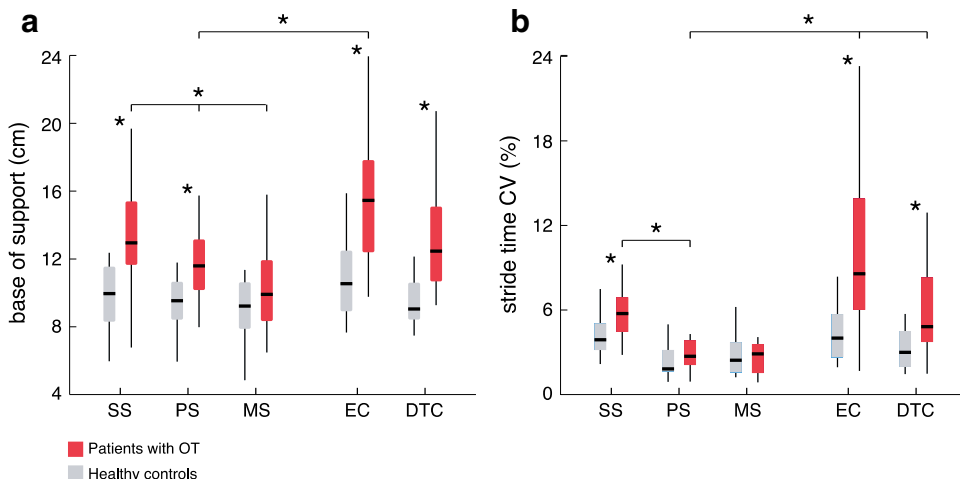 a
*
24
*
20
*
*
*
*
16
12
8
4
base of support (cm)
SS PS MS EC DTC
Patients with OT
Healthy controls
b
*
24
*
18
*
12
*
*
6
0
stride time CV (%)
SS PS MS EC DTC